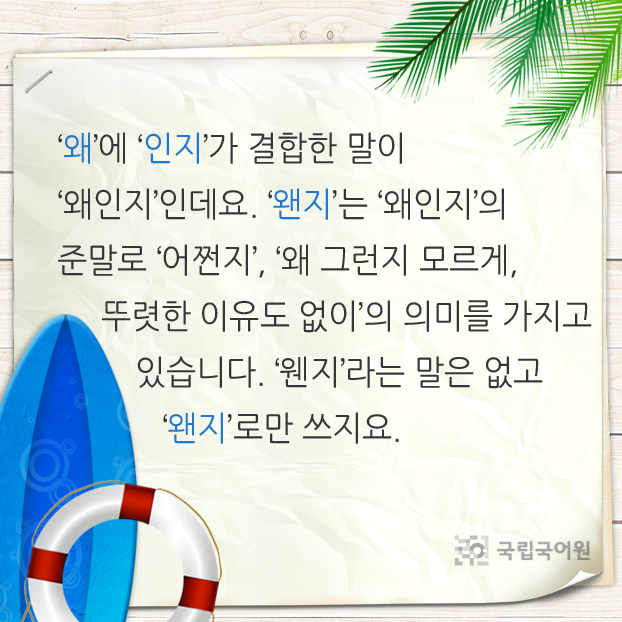 ‘왜’에 ‘인지’가 결합한 말이
‘왜인지’인데요. ‘왠지’는 ‘왜인지’의
준말로 ‘어쩐지’, ‘왜 그런지 모르게,
뚜렷한 이유도 없이’의 의미를 가지고
있습니다. ‘웬지’라는 말은 없고
‘왠지’로만 쓰지요.
국립국어원